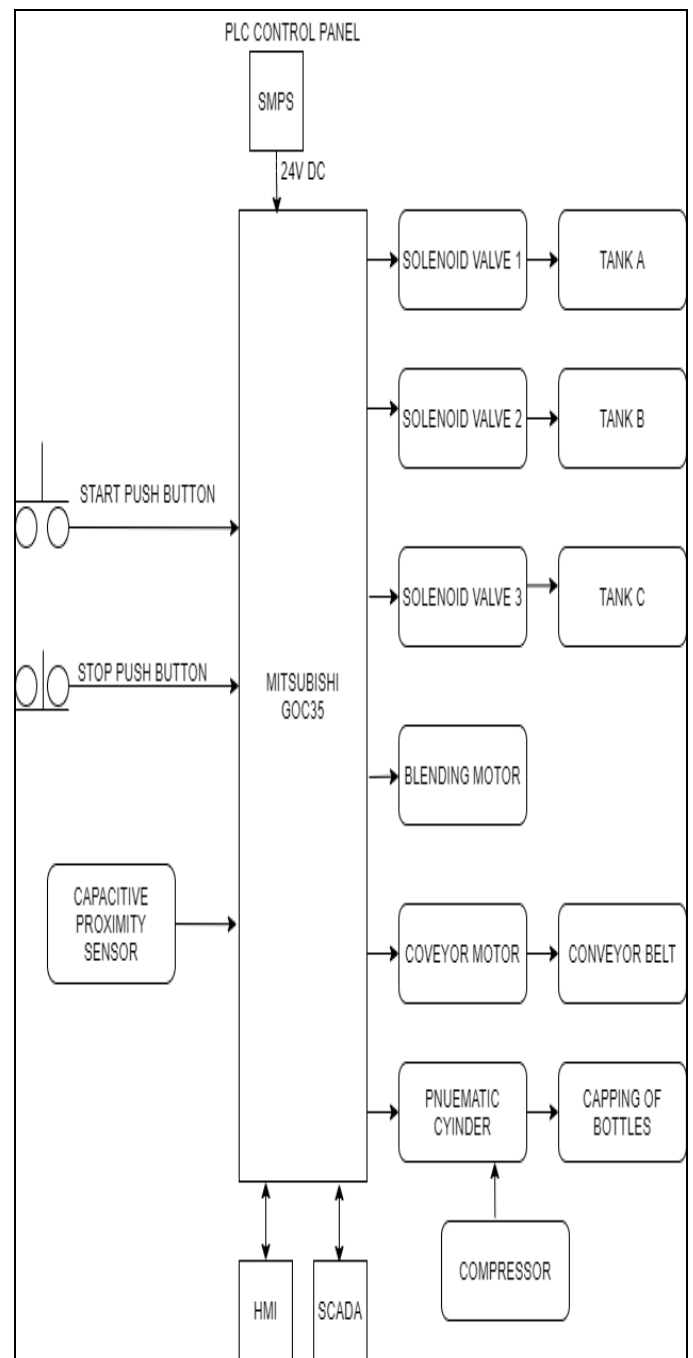 PLC CONTROL PANEL
SMPS
24V DC
SOLENOID VALVE 1
TANK A
SOLENOID VALVE 2
TANK B
START PUSH BUTTON
SOLENOID VALVE 3
TANK C
STOP PUSH BUTTON
MITSUBISHI
GOC35
BLENDING MOTOR
CAPACITIVE
PROXIMITY
SENSOR
COVEYOR MOTOR
CONVEYOR BELT
PNUEMATIC
CYINDER
CAPPING OF
BOTTLES
COMPRESSOR
HMI
SCADA